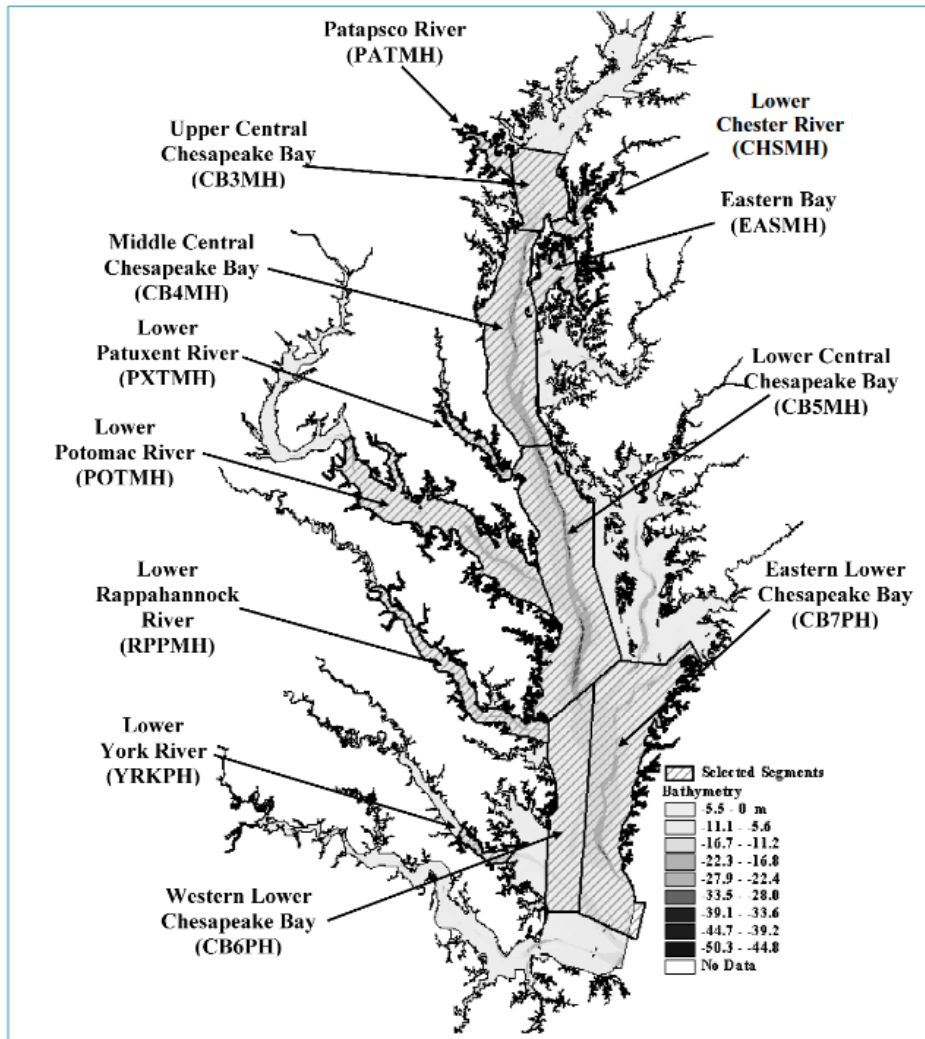 Patapsco River
(PATMH)
Upper Central
Chesapeake Bay
(CB3MH)
Lower
Chester River
(CHSMH)
Eastern Bay
(EASMH)
Middle Central
Chesapeake Bay
(CB4MH)
Lower
Patuxent River
(PXTMH)
Lower Central
Chesapeake Bay
(CB5MH)
Lower
Potomac River
(POTMH)
Lower
Rappahannock
River
(RPPMH)
Eastern Lower
Chesapeake Bay
(CB7PH)
Lower
York River
(YRKPH)
Western Lower
Chesapeake Bay
(CB6PH)
Selected Segments
Bathymetry
-5.5 - 0 m
-11.1 - -5.6
-16.7 - -11.2
-22.3 - -16.8
-27.9 - -22.4
-33.5 - -28.0
-39.1 - -33.6
-44.7 - -39.2
-50.3 - -44.8
No Data